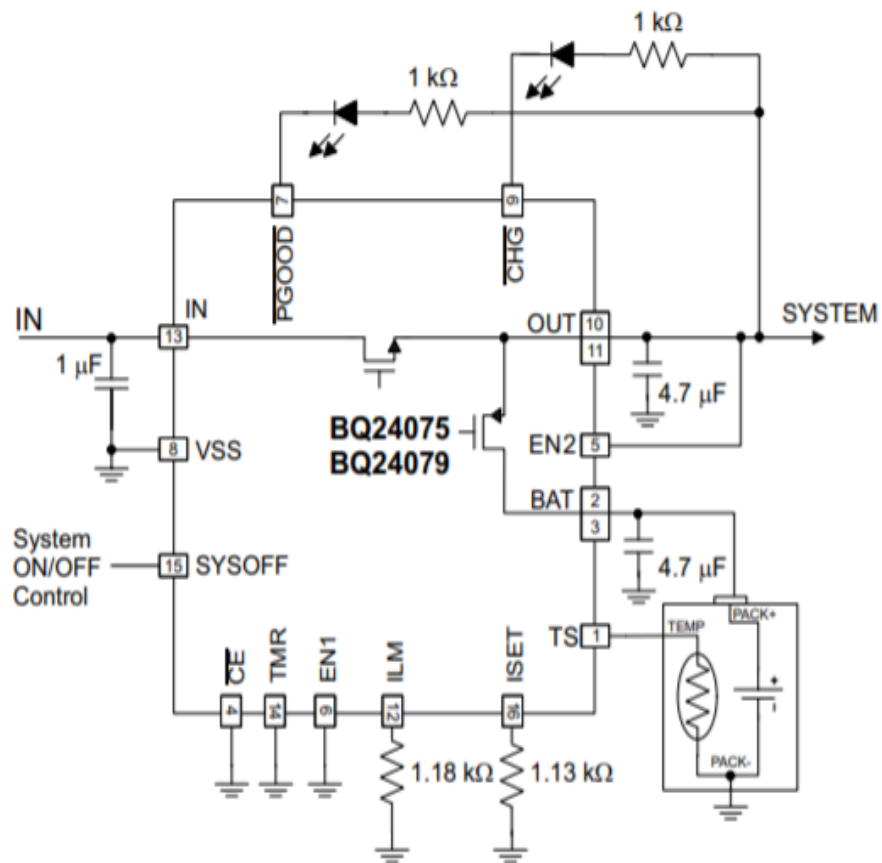 1 kΩ
1 kΩ
7
9
PGOOD
CHG
IN
IN
13
OUT
10
11
SYSTEM
1 μF
4.7 μF
BQ24075
BQ24079
EN2
5
8
VSS
BAT
2
3
System
ON/OFF
Control
15
SYSOFF
4.7 μF
TS
1
TEMP
PACK+
+
-
PACK-
CE
TMR
EN1
ILM
ISET
4
14
6
12
16
1.18 kΩ
1.13 kΩ